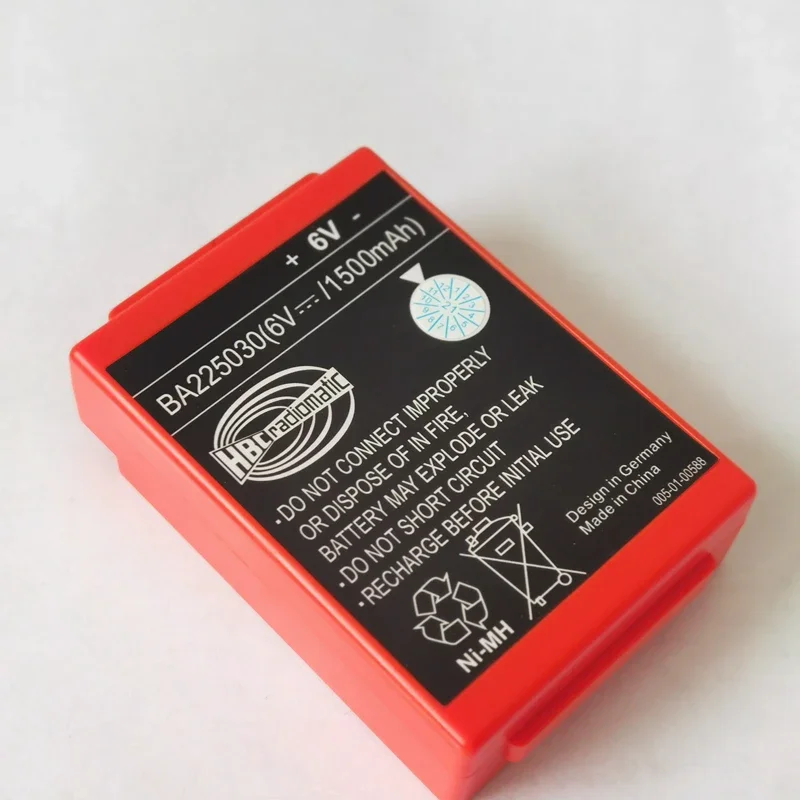 + 6V -
BA225030(6V⎓/1500mAh)
HBC radiomatic
·DO NOT CONNECT IMPROPERLY
OR DISPOSE OF IN FIRE,
BATTERY MAY EXPLODE OR LEAK
·DO NOT SHORT CIRCUIT
·RECHARGE BEFORE INITIAL USE
Design in Germany
Made in China
005-01-00588
Ni-MH